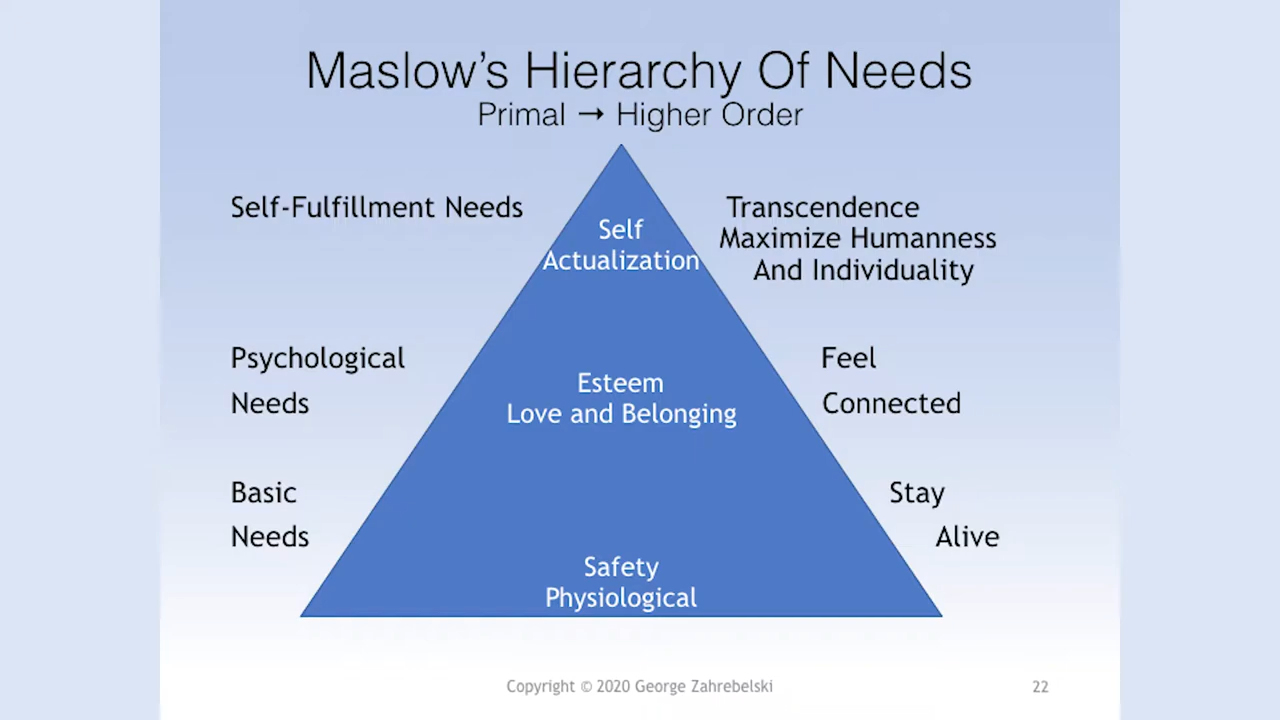 Maslow's Hierarchy Of Needs
Primal → Higher Order
Self-Fulfillment Needs
Self
Actualization
Transcendence
Maximize Humanness
And Individuality
Psychological
Needs
Esteem
Love and Belonging
Feel
Connected
Basic
Needs
Safety
Physiological
Stay
Alive
Copyright © 2020 George Zahrebelski
22